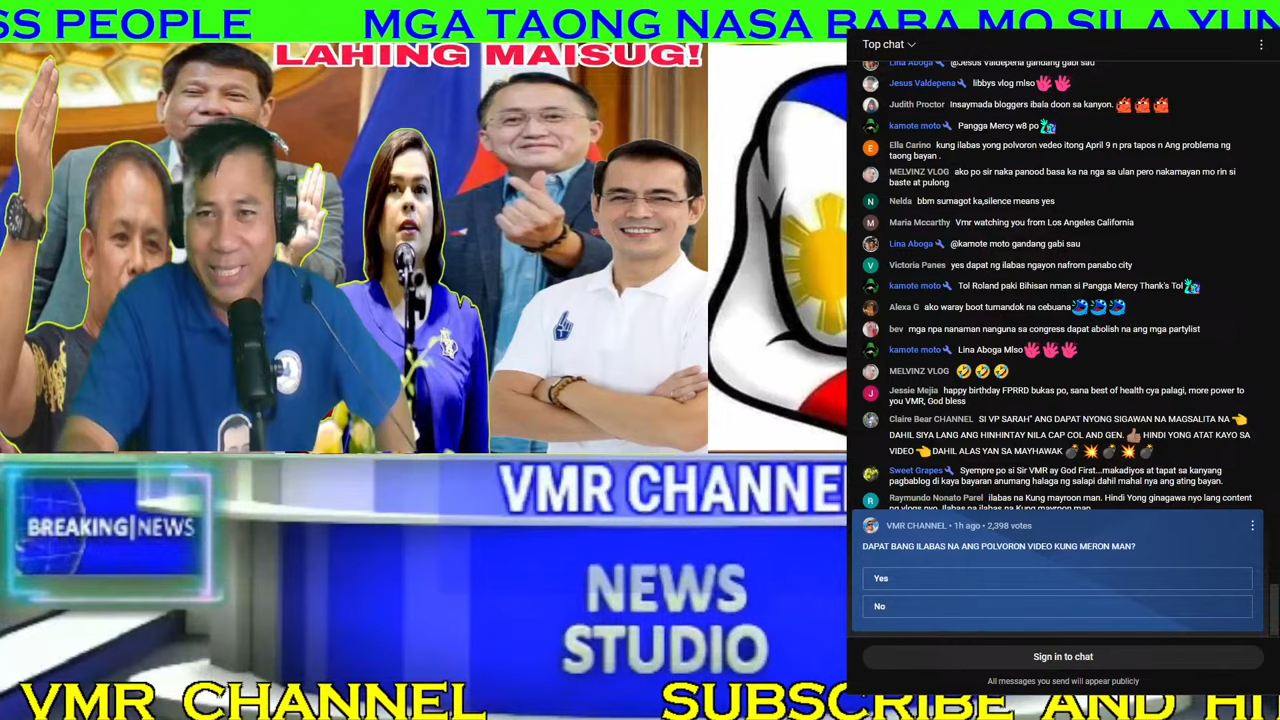 SS PEOPLE MGA TAONG NASA BABA MO SILA YUN
LAHING MAISUG!
Top chat
Lina Aboga @Jesus Valdepena gandang gabi sau
Jesus Valdepena libbys vlog mlso
Judith Proctor Insaymada bloggers ibala doon sa kanyon.
kamote moto Pangga Mercy w8 po
Ella Carino kung ilabas yong polvoron vedeo itong April 9 n pra tapos n Ang problema ng
taong bayan .
MELVINZ VLOG ako po sir naka panood basa ka na nga sa ulan pero nakamayan mo rin si
baste at pulong
Nelda bbm sumagot ka,silence means yes
Maria Mccarthy Vmr watching you from Los Angeles California
Lina Aboga @kamote moto gandang gabi sau
Victoria Panes yes dapat ng ilabas ngayon nafrom panabo city
kamote moto Tol Roland paki Bihisan nman si Pangga Mercy Thank's Tol
Alexa G ako waray boot tumandok na cebuana
bev mga npa nanaman nanguna sa congress dapat abolish na ang mga partylist
kamote moto Lina Aboga Mlso
MELVINZ VLOG
Jessie Mejia happy birthday FPRRD bukas po, sana best of health cya palagi, more power to
you VMR, God bless
Claire Bear CHANNEL SI VP SARAH" ANG DAPAT NYONG SIGAWAN NA MAGSALITA NA
DAHIL SIYA LANG ANG HINHINTAY NILA CAP COL AND GEN. HINDI YONG ATAT KAYO SA
VIDEO DAHIL ALAS YAN SA MAYHAWAK
Sweet Grapes Syempre po si Sir VMR ay God First...makadiyos at tapat sa kanyang
pagbablog di kaya bayaran anumang halaga ng salapi dahil mahal nya ang ating bayan.
Raymundo Nonato Parel ilabas na Kung mayroon man. Hindi Yong ginagawa nyo lang content
ng vlogs nyo. Ilabas na ilabas na Kung mayroon man
VMR CHANNEL • 1h ago • 2,398 votes
DAPAT BANG ILABAS NA ANG POLVORON VIDEO KUNG MERON MAN?
Yes
No
Sign in to chat
All messages you send will appear publicly
VMR CHANNE
BREAKING|NEWS
NEWS
STUDIO
VMR CHANNEL SUBSCRIBE AND HI